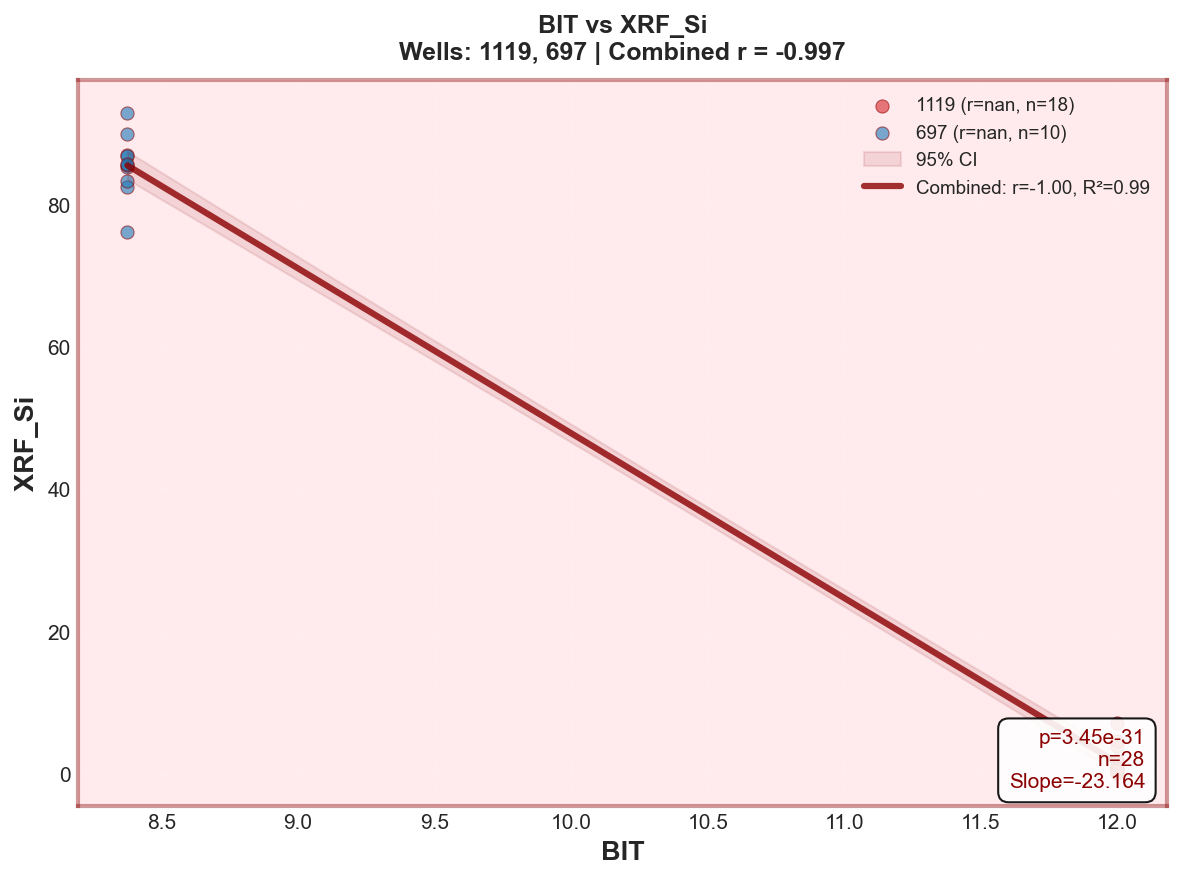 BIT vs XRF_Si
Wells: 1119, 697 | Combined r = -0.997
1119 (r=nan, n=18)
697 (r=nan, n=10)
95% CI
Combined: r=-1.00, R²=0.99
XRF_Si
80
60
40
20
0
p=3.45e-31
n=28
Slope=-23.164
8.5 9.0 9.5 10.0 10.5 11.0 11.5 12.0
BIT